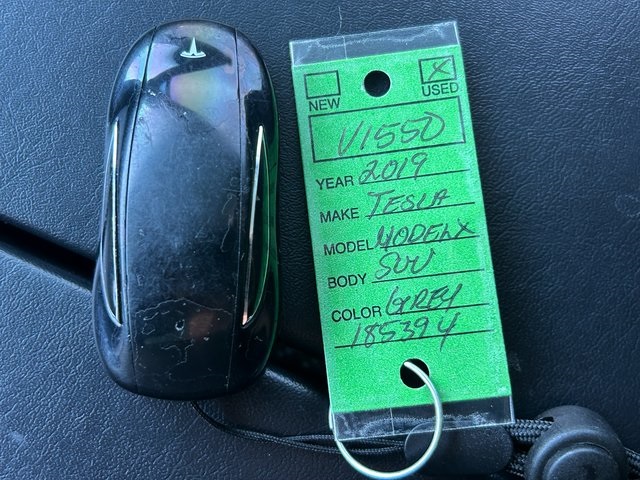 X
NEW USED
V1550
YEAR 2019
MAKE TESLA
MODEL MODEL X
BODY SUV
COLOR GREY
185394